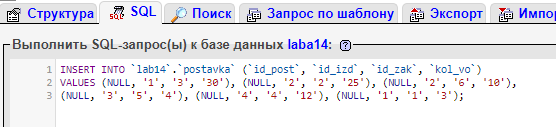 Структура SQL Поиск Запрос по шаблону Экспорт Импор
Выполнить SQL-запрос(ы) к базе данных laba14:
1 INSERT INTO `lab14`.`postavka` (`id_post`, `id_izd`, `id_zak`, `kol_vo`)
2 VALUES (NULL, '1', '3', '30'), (NULL, '2', '2', '25'), (NULL, '2', '6', '10'),
3 (NULL, '3', '5', '4'), (NULL, '4', '4', '12'), (NULL, '1', '1', '3');